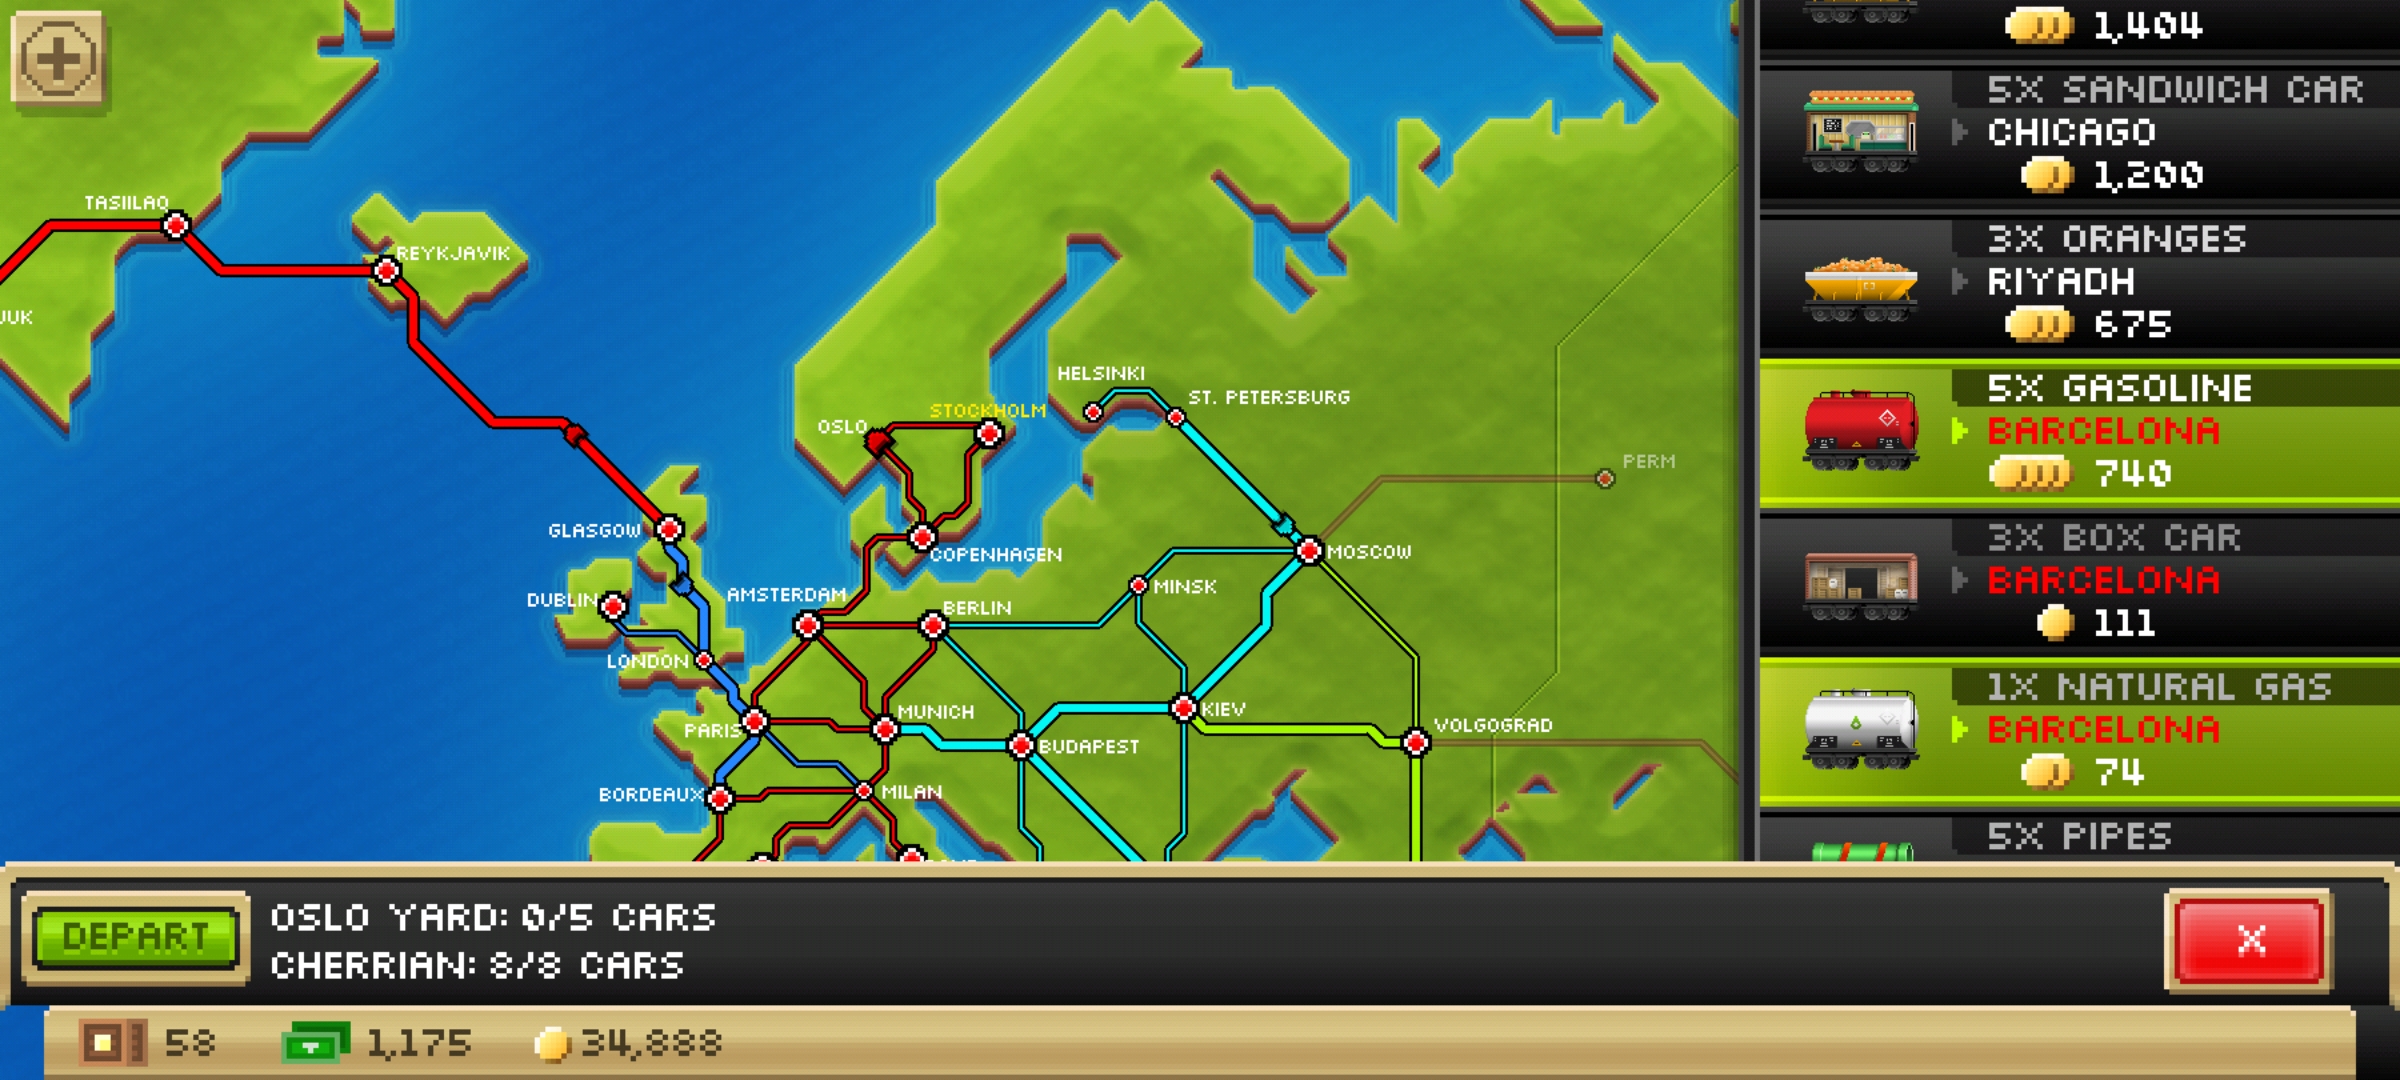 TASIILAQ
REYKJAVIK
HELSINKI
ST. PETERSBURG
STOCKHOLM
OSLO
PERM
GLASGOW
COPENHAGEN
MOSCOW
DUBLIN
AMSTERDAM
BERLIN
MINSK
LONDON
PARIS
MUNICH
KIEV
BUDAPEST
VOLGOGRAD
BORDEAUX
MILAN
1,404
5X SANDWICH CAR
CHICAGO
1,200
3X ORANGES
RIYADH
675
5X GASOLINE
BARCELONA
740
3X BOX CAR
BARCELONA
111
1X NATURAL GAS
BARCELONA
74
5X PIPES
DEPART
OSLO YARD: 0/5 CARS
CHERRIAN: 8/8 CARS
X
58
1,175
34,888